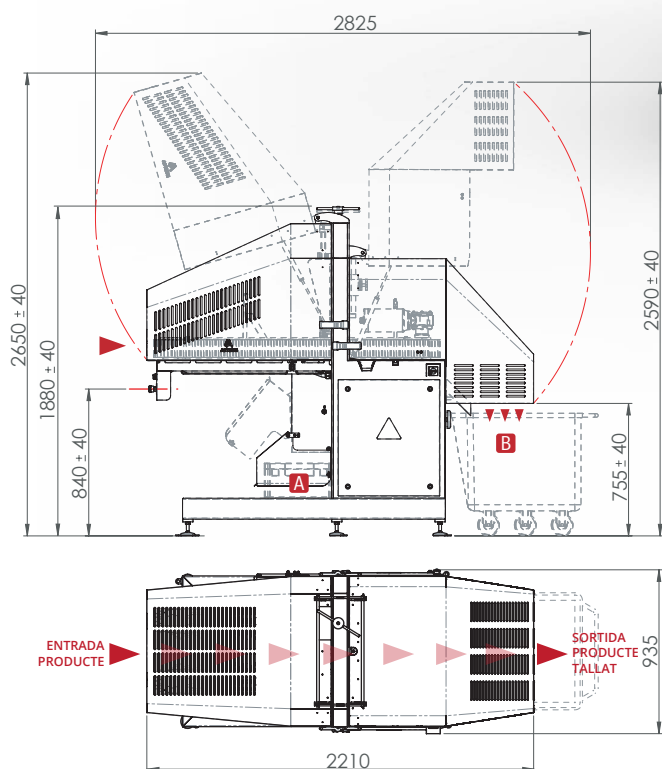 2825
2650 ± 40
1880 ± 40
840 ± 40
2590 ± 40
755 ± 40
A
B
ENTRADA
PRODUCTE
SORTIDA
PRODUCTE
TALLAT
935
2210